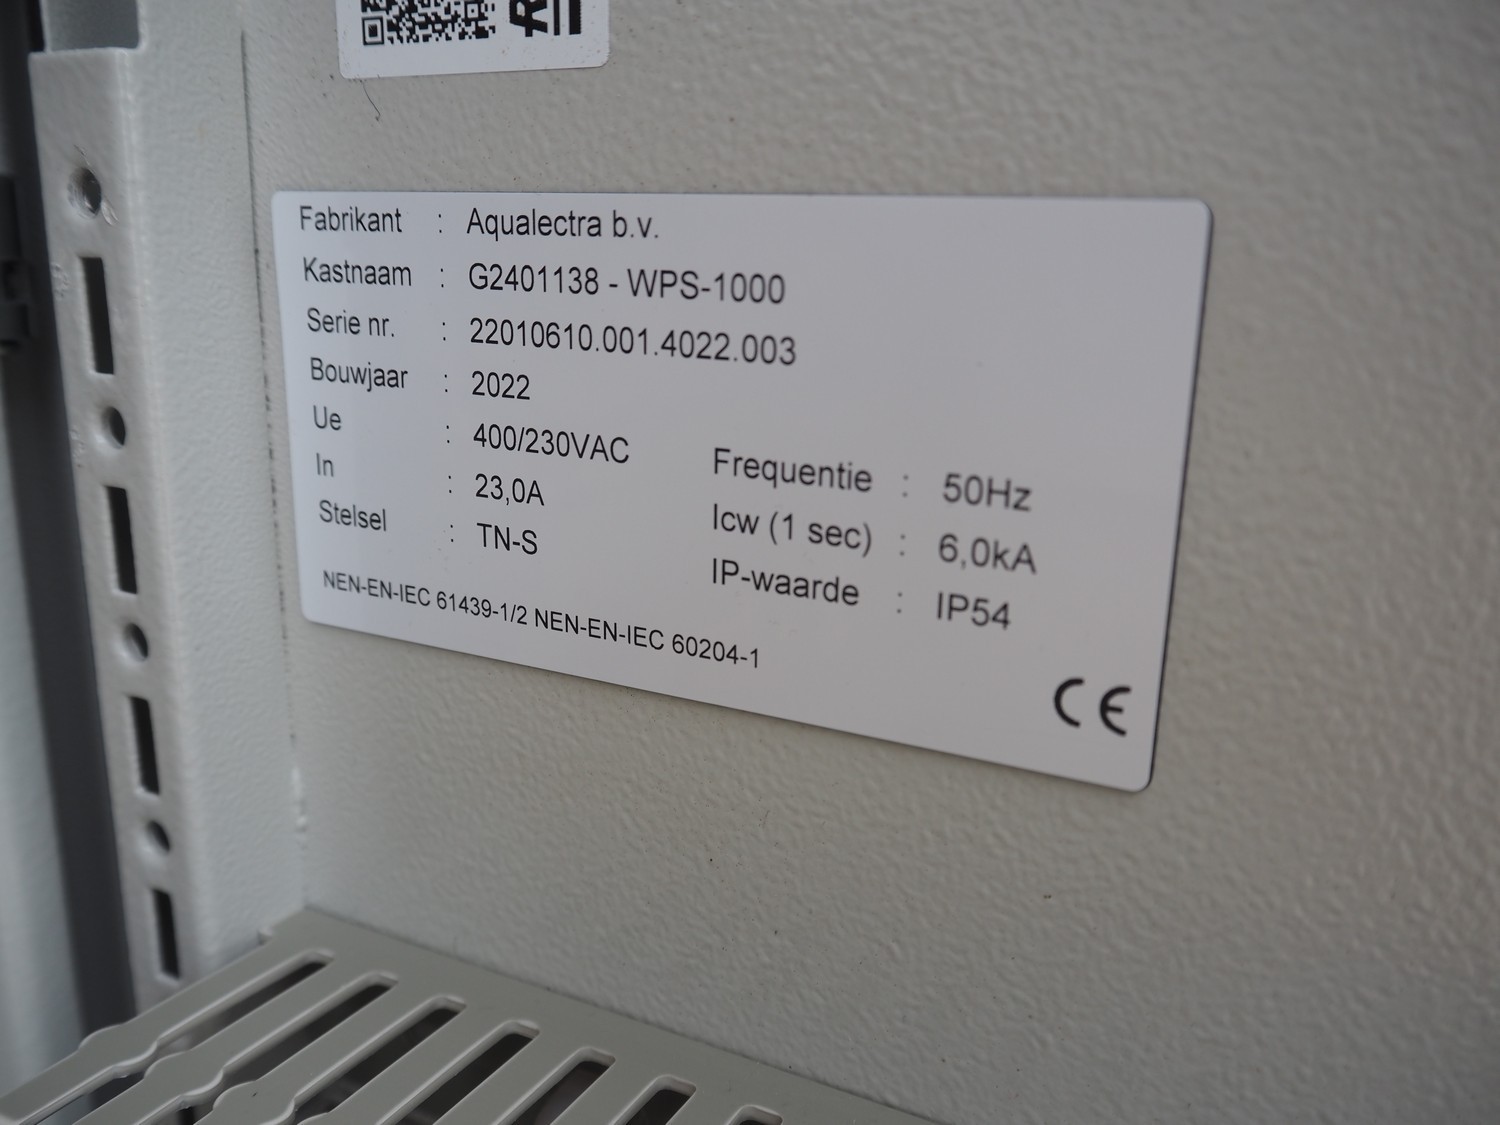 Fabrikant : Aqualectra b.v.
Kastnaam : G2401138 - WPS-1000
Serie nr. : 22010610.001.4022.003
Bouwjaar : 2022
Ue : 400/230VAC Frequentie : 50Hz
In : 23,0A Icw (1 sec) : 6,0kA
Stelsel : TN-S IP-waarde : IP54
NEN-EN-IEC 61439-1/2 NEN-EN-IEC 60204-1
CE